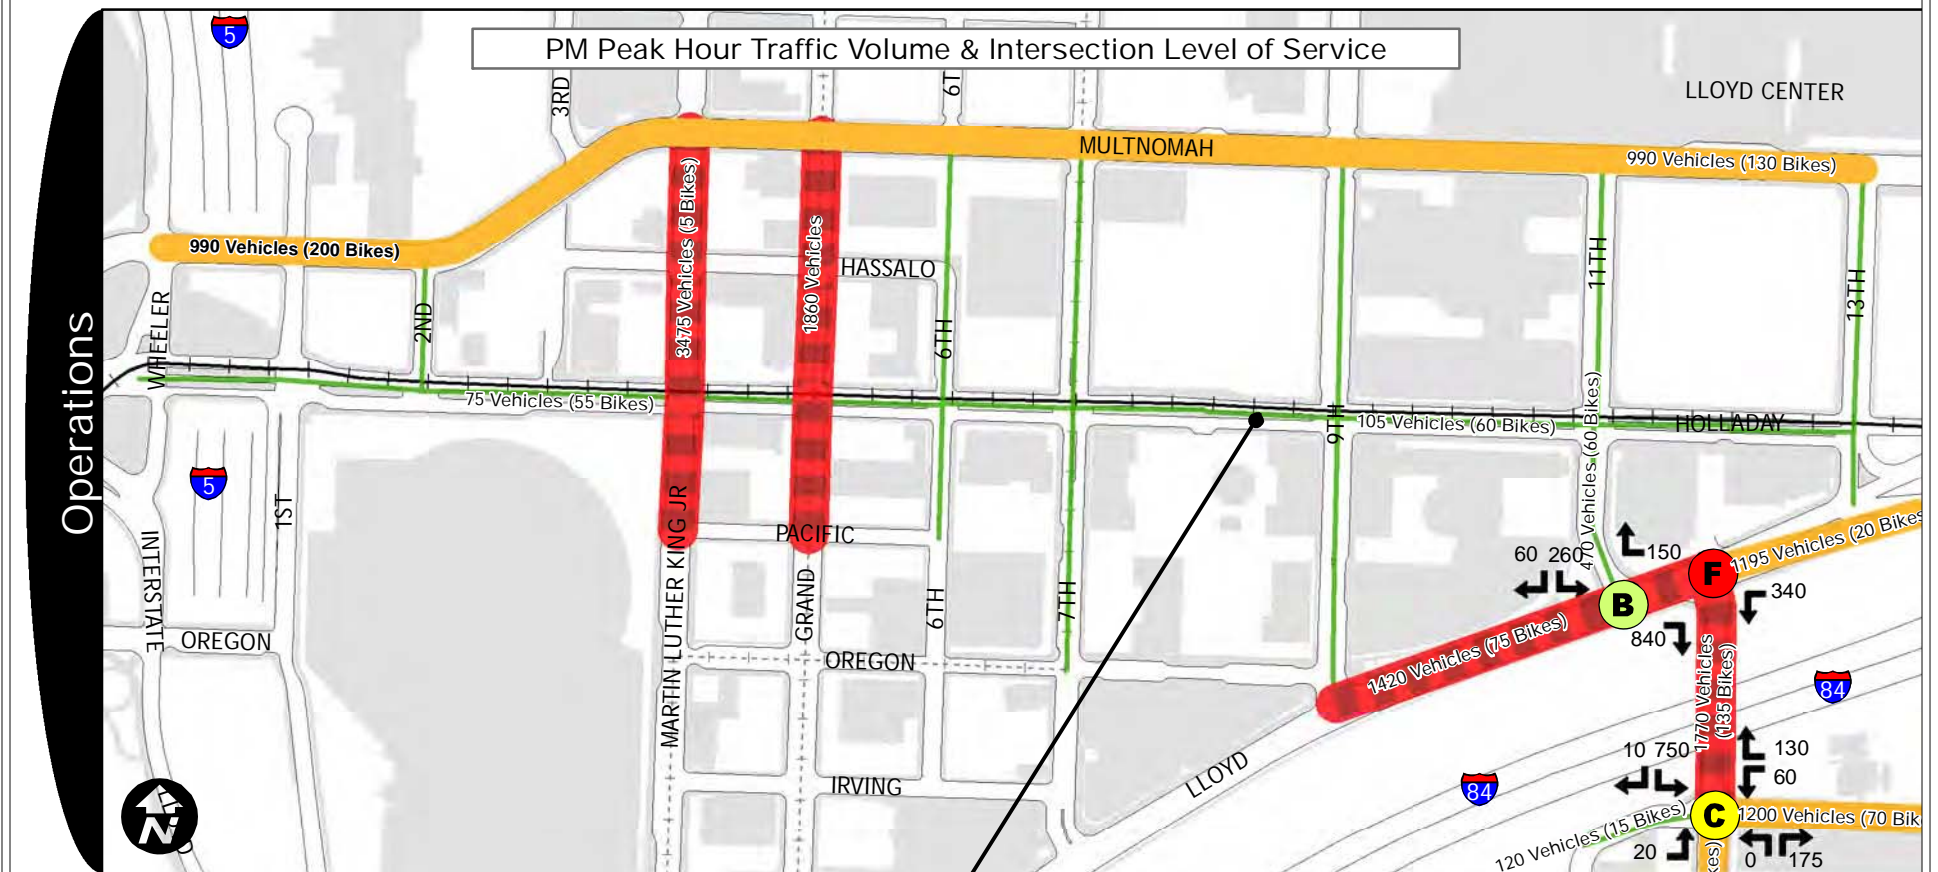 PM Peak Hour Traffic Volume & Intersection Level of Service
5
Operations
3RD
LLOYD CENTER
MULTNOMAH
990 Vehicles (130 Bikes)
990 Vehicles (200 Bikes)
3475 Vehicles (5 Bikes)
1860 Vehicles
HASSALO
WHEELER
2ND
6TH
11TH
13TH
75 Vehicles (55 Bikes)
9TH
105 Vehicles (60 Bikes)
HOLLADAY
470 Vehicles (60 Bikes)
5
1ST
INTERSTATE
MARTIN LUTHER KING JR
PACIFIC
GRAND
6TH
7TH
60
260
150
F
1195 Vehicles (20 Bikes
B
340
840
OREGON
OREGON
1420 Vehicles (75 Bikes)
1770 Vehicles
(135 Bikes)
84
10
750
130
60
LLOYD
84
IRVING
N
C
1200 Vehicles (70 Bik
120 Vehicles (15 Bikes)
20
0
175